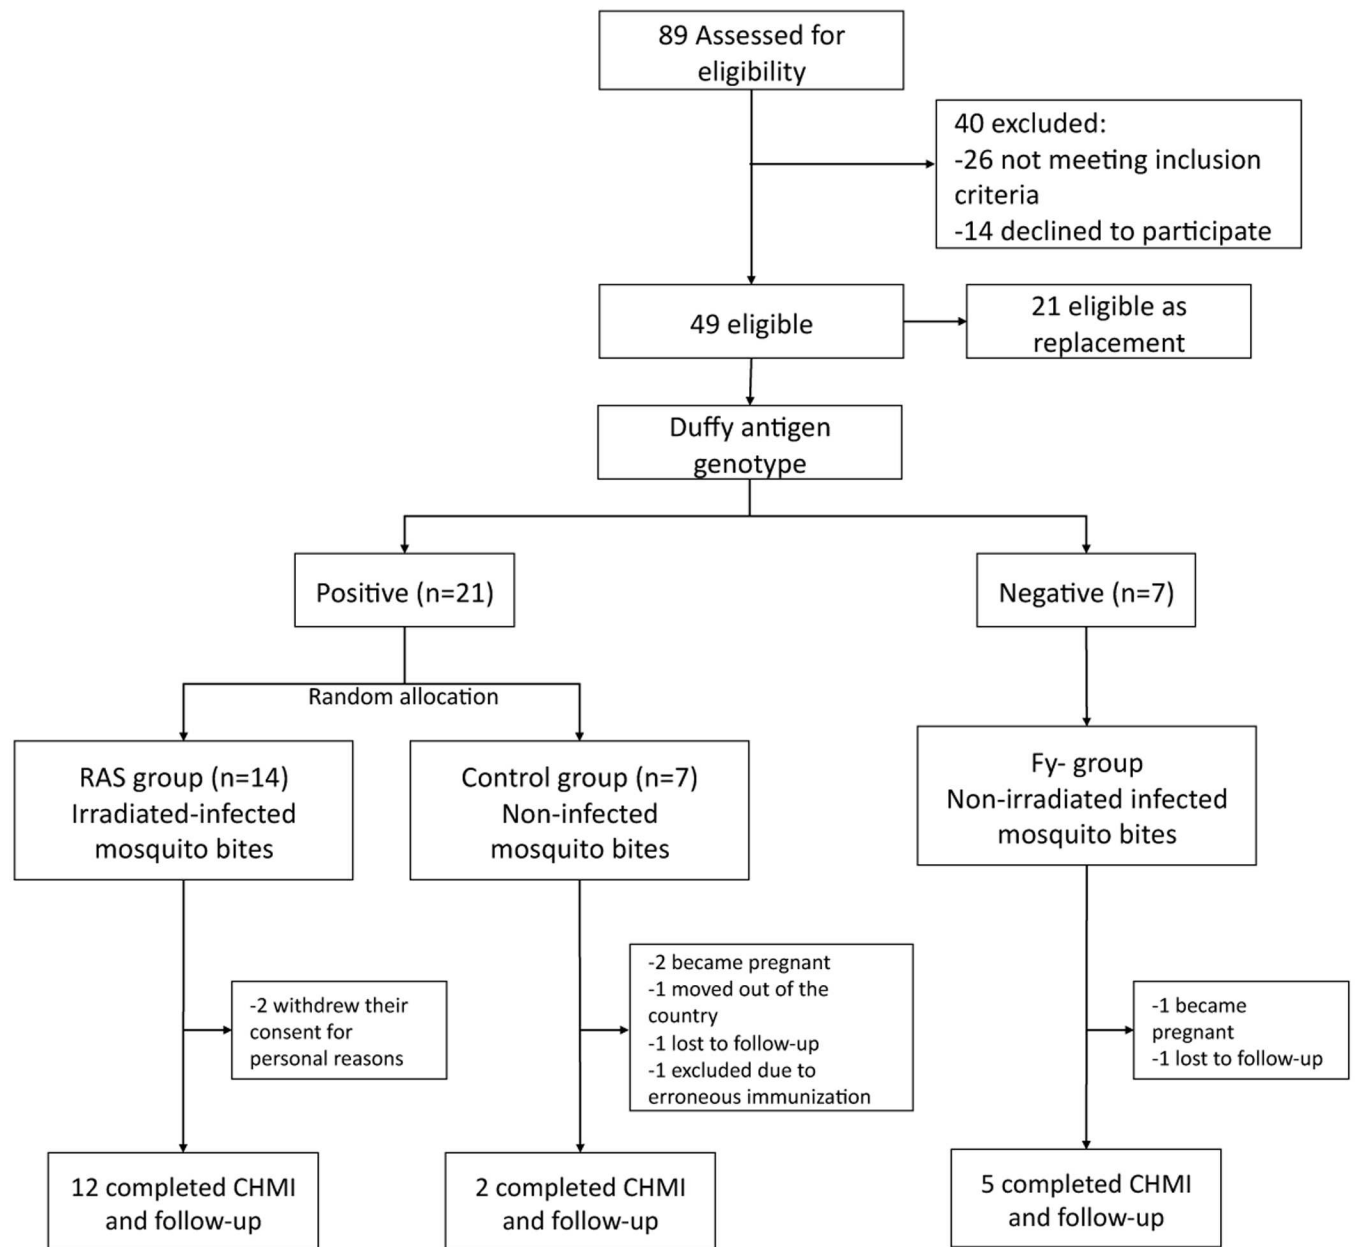 89 Assessed for
eligibility
40 excluded:
-26 not meeting inclusion
criteria
-14 declined to participate
49 eligible
21 eligible as
replacement
Duffy antigen
genotype
Positive (n=21)
Negative (n=7)
Random allocation
RAS group (n=14)
Irradiated-infected
mosquito bites
Control group (n=7)
Non-infected
mosquito bites
Fy- group
Non-irradiated infected
mosquito bites
-2 withdrew their
consent for
personal reasons
-2 became pregnant
-1 moved out of the
country
-1 lost to follow-up
-1 excluded due to
erroneous immunization
-1 became
pregnant
-1 lost to follow-up
12 completed CHMI
and follow-up
2 completed CHMI
and follow-up
5 completed CHMI
and follow-up